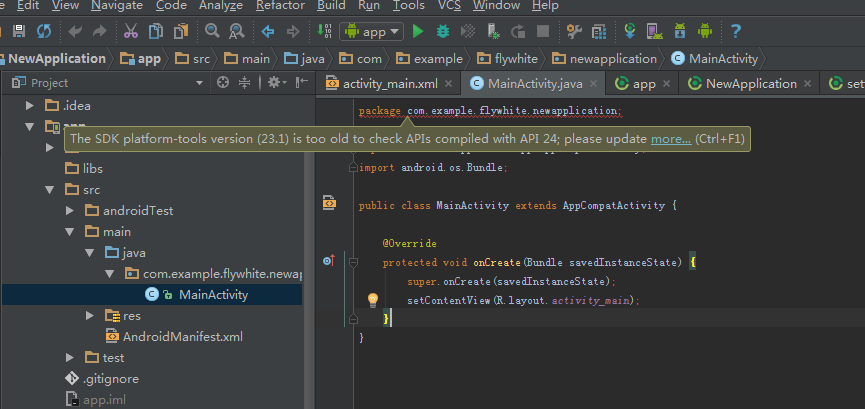 Edit View Navigate Code Analyze Refactor Build Run Tools VCS Window Help
app
NewApplication app src main java com example flywhite newapplication MainActivity
Project
activity_main.xml MainActivity.java app NewApplication
.idea
package com.example.flywhite.newapplication;
The SDK platform-tools version (23.1) is too old to check APIs compiled with API 24; please update more... (Ctrl+F1)
libs
import android.os.Bundle;
src
androidTest
public class MainActivity extends AppCompatActivity {
main
java
@Override
com.example.flywhite.newap
protected void onCreate(Bundle savedInstanceState) {
MainActivity
super.onCreate(savedInstanceState);
res
setContentView(R.layout.activity_main);
AndroidManifest.xml
}
test
}
.gitignore
app.iml